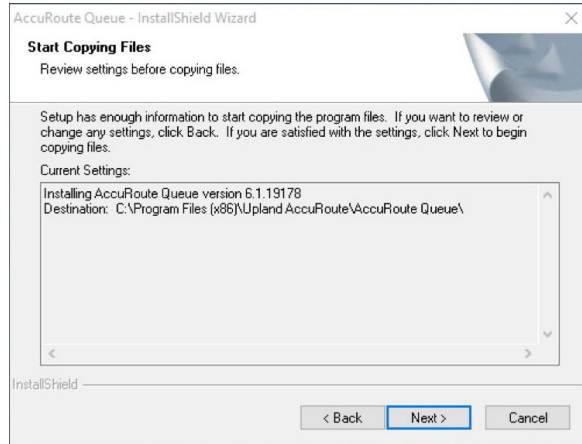 AccuRoute Queue - InstallShield Wizard
Start Copying Files
Review settings before copying files.
Setup has enough information to start copying the program files. If you want to review or
change any settings, click Back. If you are satisfied with the settings, click Next to begin
copying files.
Current Settings:
Installing AccuRoute Queue version 6.1.19178
Destination: C:\Program Files (x86)\Upland AccuRoute\AccuRoute Queue\
InstallShield
< Back
Next >
Cancel